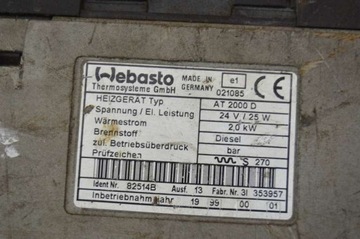 Webasto
Thermosysteme GmbH
MADE IN GERMANY
e1
021085
CE
HEIZGERÄT Typ AT 2000 D
Spannung / El. Leistung 24 V / 25 W
Wärmestrom 2,0 kW
Brennstoff Diesel
zul. Betriebsüberdruck bar
Prüfzeichen S 270
Ident Nr. 82514B Ausf. 13 Fabr. Nr. 3I 353957
Inbetriebnahmejahr 19 99 00 01